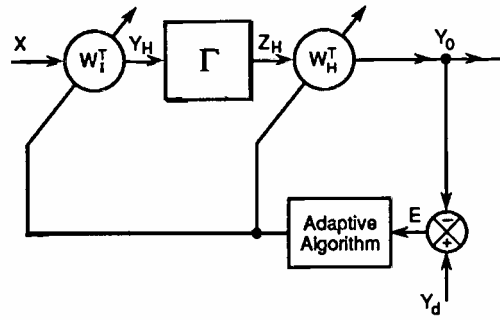 X
W_I^T
Y_H
Γ
Z_H
W_H^T
Y_0
−
E
+
Adaptive
Algorithm
Y_d